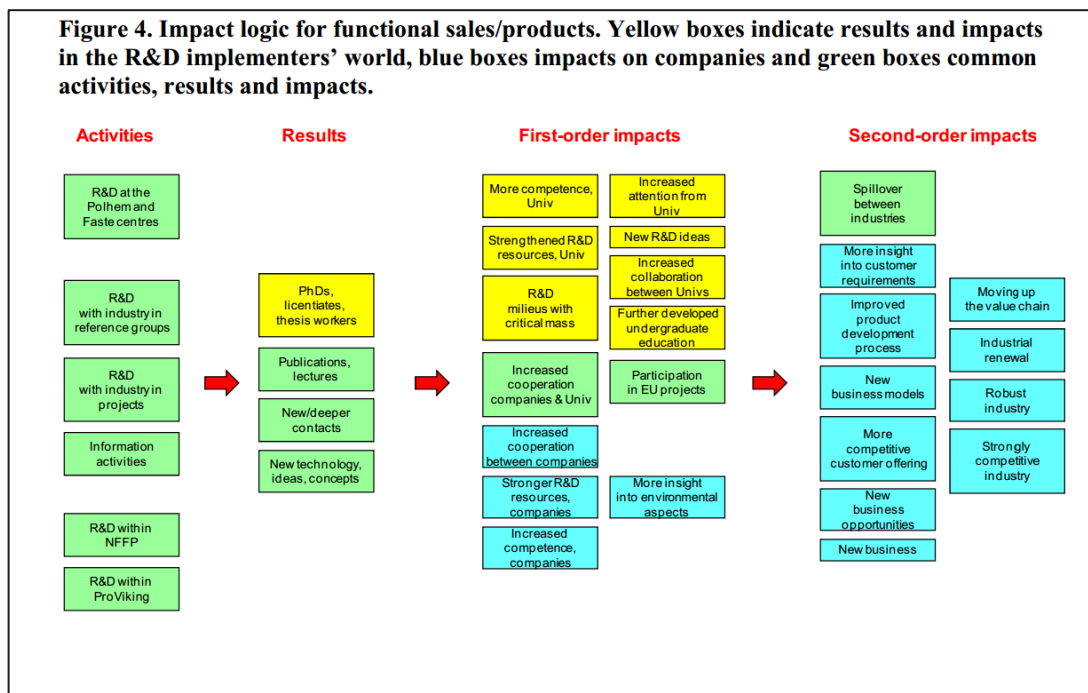 Figure 4. Impact logic for functional sales/products. Yellow boxes indicate results and impacts
in the R&D implementers’ world, blue boxes impacts on companies and green boxes common
activities, results and impacts.
Activities
R&D at the
Polhem and
Faste centres
R&D
with industry in
reference groups
R&D
with industry in
projects
Information
activities
R&D within
NFFP
R&D within
ProViking
Results
PhDs,
licentiates,
thesis workers
Publications,
lectures
New/deeper
contacts
New technology,
ideas, concepts
First-order impacts
More competence,
Univ
Strengthened R&D
resources, Univ
R&D
milieus with
critical mass
Increased
cooperation
companies & Univ
Increased
cooperation
between companies
Stronger R&D
resources,
companies
Increased
competence,
companies
Increased
attention from
Univ
New R&D ideas
Increased
collaboration
between Univs
Further developed
undergraduate
education
Participation
in EU projects
More insight
into environmental
aspects
Second-order impacts
Spillover
between
industries
More insight
into customer
requirements
Improved
product
development
process
New
business models
More
competitive
customer offering
New
business
opportunities
New business
Moving up
the value chain
Industrial
renewal
Robust
industry
Strongly
competitive
industry